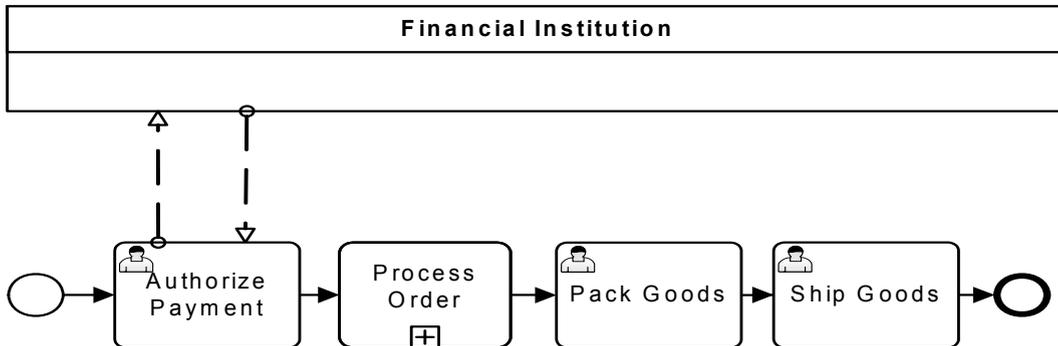 Financial Institution
Authorize
Payment
Process
Order
Pack Goods
Ship Goods